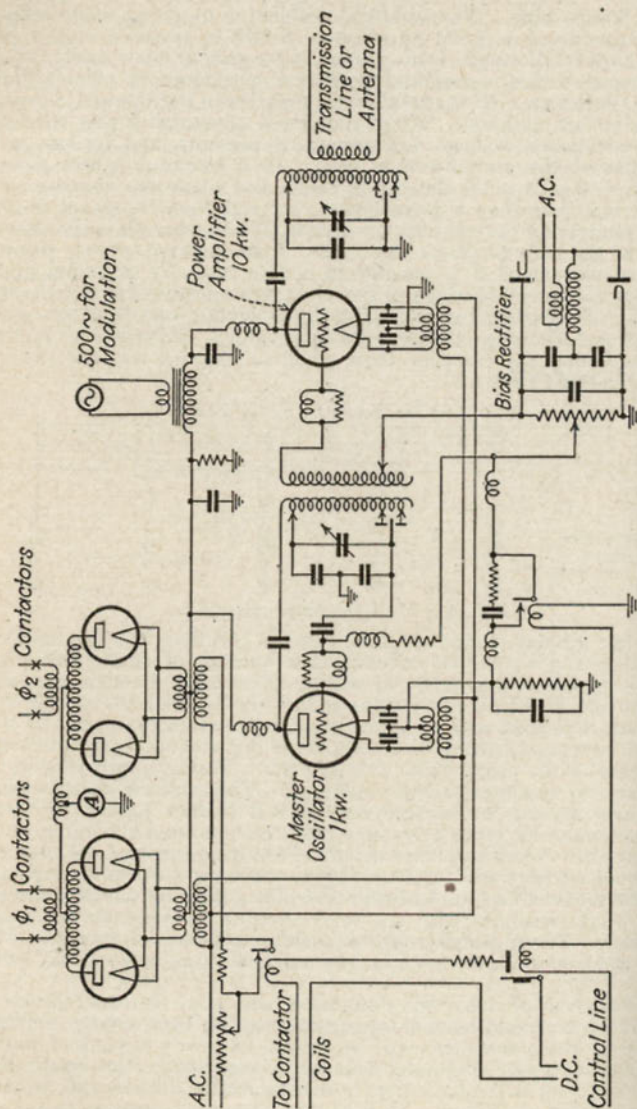 ϕ1 Contactors
ϕ2 Contactors
A
500~ for
Modulation
Power
Amplifier
10 kw.
Transmission
Line or
Antenna
Master
Oscillator
1 kw.
Bias Rectifier
A.C.
A.C.
To Contactor
Coils
D.C.
Control Line